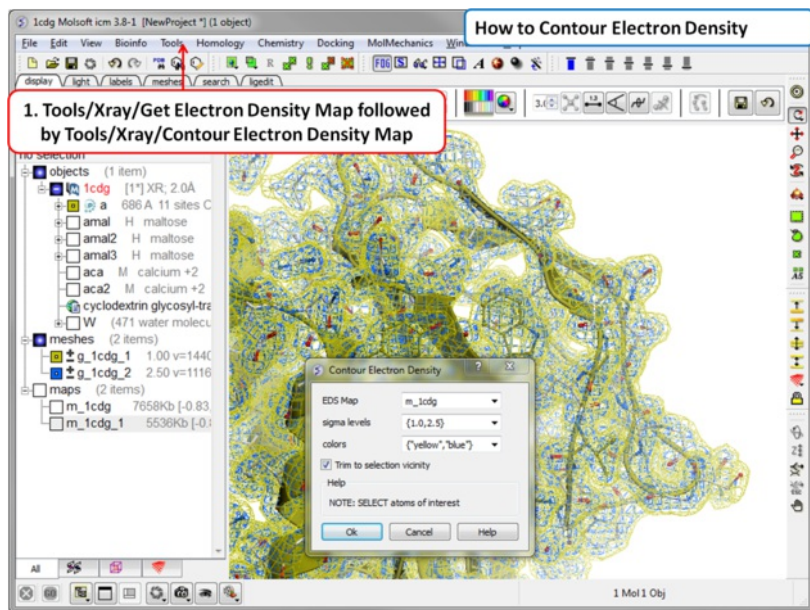 1cdg Molsoft icm 3.8-1 [NewProject *] (1 object)
How to Contour Electron Density
File Edit View Bioinfo Tools Homology Chemistry Docking MolMechanics
display light labels meshes search ligedit
1. Tools/Xray/Get Electron Density Map followed
by Tools/Xray/Contour Electron Density Map
no selection
objects (1 item)
1cdg [1*] XR; 2.0Å
a 686 A 11 sites C
amal H maltose
amal2 H maltose
amal3 H maltose
aca M calcium +2
aca2 M calcium +2
cyclodextrin glycosyl-tra
W (471 water molecu
meshes (2 items)
g_1cdg_1 1.00 v=1440
g_1cdg_2 2.50 v=1116
maps (2 items)
m_1cdg 7658Kb [-0.83,
m_1cdg_1 5536Kb [-0.8
Contour Electron Density
EDS Map m_1cdg
sigma levels {1.0,2.5}
colors {"yellow","blue"}
Trim to selection vicinity
Help
NOTE: SELECT atoms of interest
Ok Cancel Help
All
1 Mol 1 Obj